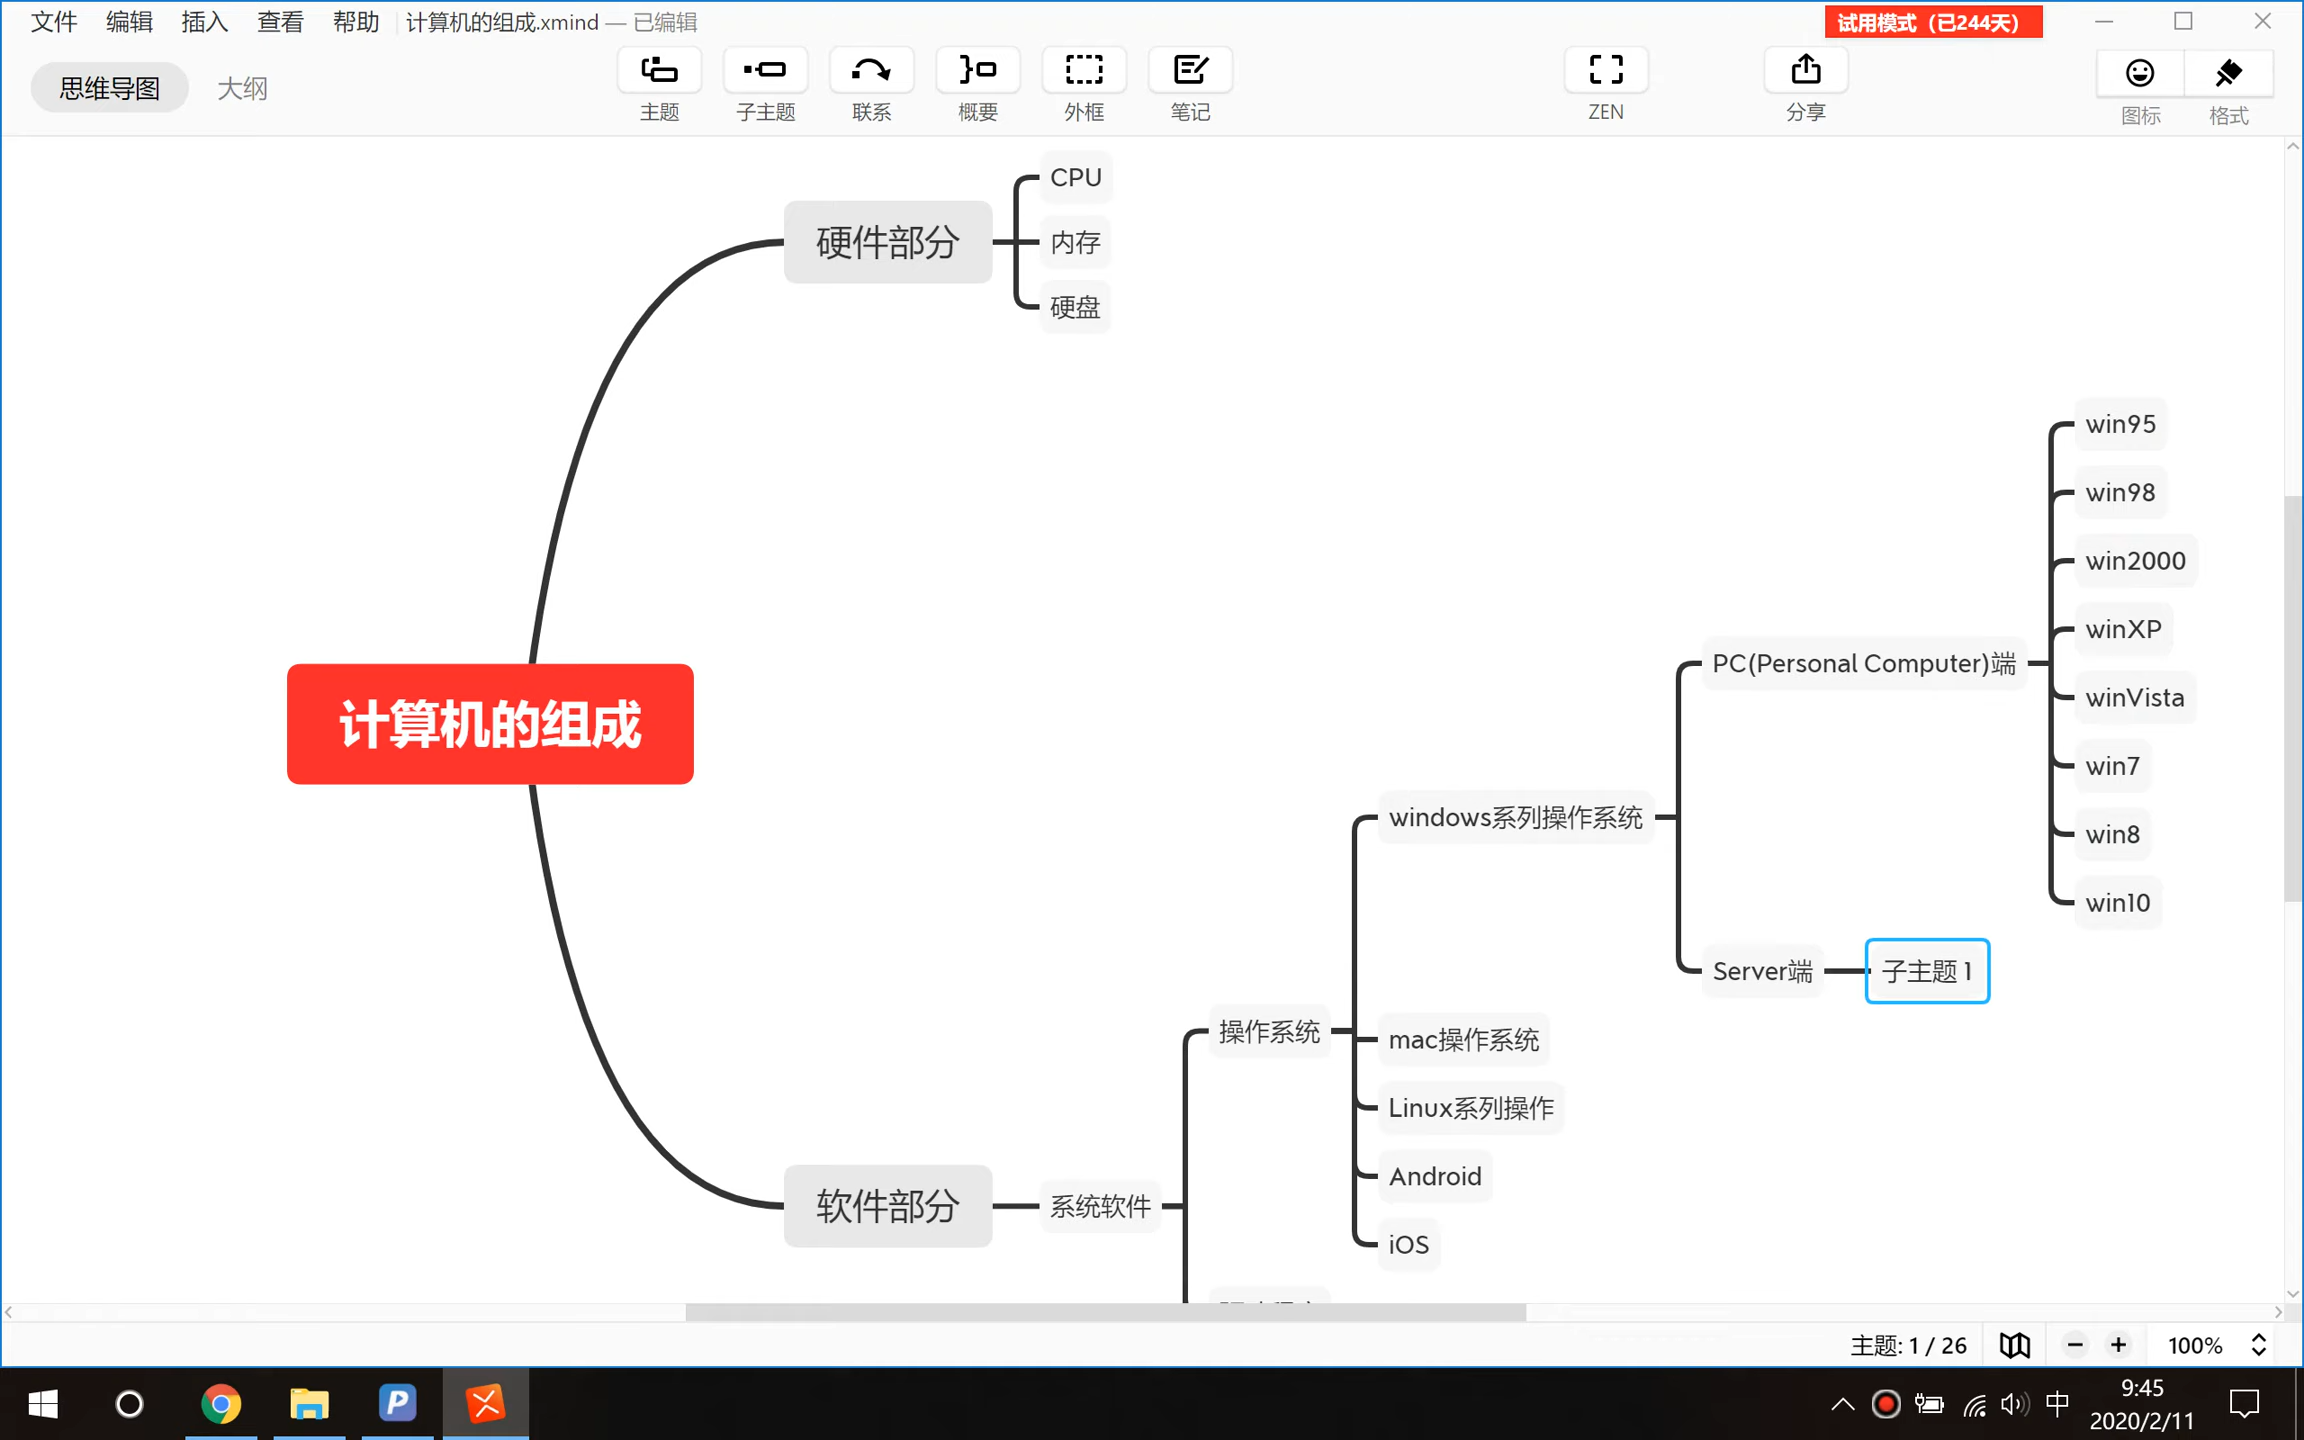 文件 编辑 插入 查看 帮助 计算机的组成.xmind — 已编辑 试用模式（已244天）
思维导图 大纲
主题 子主题 联系 概要 外框 笔记 ZEN 分享 图标 格式
CPU
硬件部分
内存
硬盘
win95
win98
win2000
winXP
PC(Personal Computer)端
winVista
计算机的组成
win7
windows系列操作系统
win8
win10
Server端
子主题 1
操作系统
mac操作系统
Linux系列操作
Android
软件部分
系统软件
iOS
主题: 1 / 26
100%
中
9:45
2020/2/11